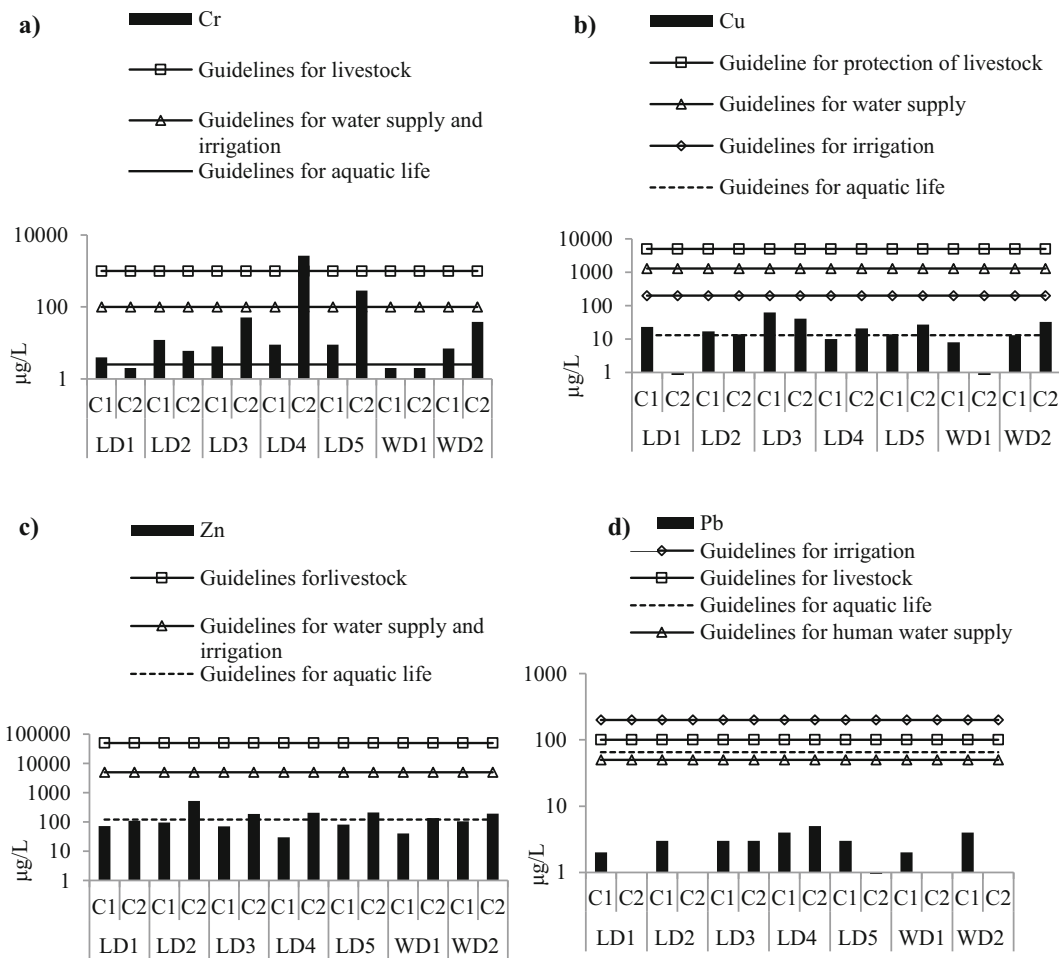 a)
Cr
Guidelines for livestock
Guidelines for water supply and
irrigation
Guidelines for aquatic life
10000
100
1
µg/L
C1 C2 C1 C2 C1 C2 C1 C2 C1 C2 C1 C2 C1 C2
LD1 LD2 LD3 LD4 LD5 WD1 WD2
b)
Cu
Guideline for protection of livestock
Guidelines for water supply
Guidelines for irrigation
Guideines for aquatic life
10000
1000
100
10
1
µg/L
C1 C2 C1 C2 C1 C2 C1 C2 C1 C2 C1 C2 C1 C2
LD1 LD2 LD3 LD4 LD5 WD1 WD2
c)
Zn
Guidelines forlivestock
Guidelines for water supply and
irrigation
Guidelines for aquatic life
100000
10000
1000
100
10
1
µg/L
C1 C2 C1 C2 C1 C2 C1 C2 C1 C2 C1 C2 C1 C2
LD1 LD2 LD3 LD4 LD5 WD1 WD2
d)
Pb
Guidelines for irrigation
Guidelines for livestock
Guidelines for aquatic life
Guidelines for human water supply
1000
100
10
1
µg/L
C1 C2 C1 C2 C1 C2 C1 C2 C1 C2 C1 C2 C1 C2
LD1 LD2 LD3 LD4 LD5 WD1 WD2